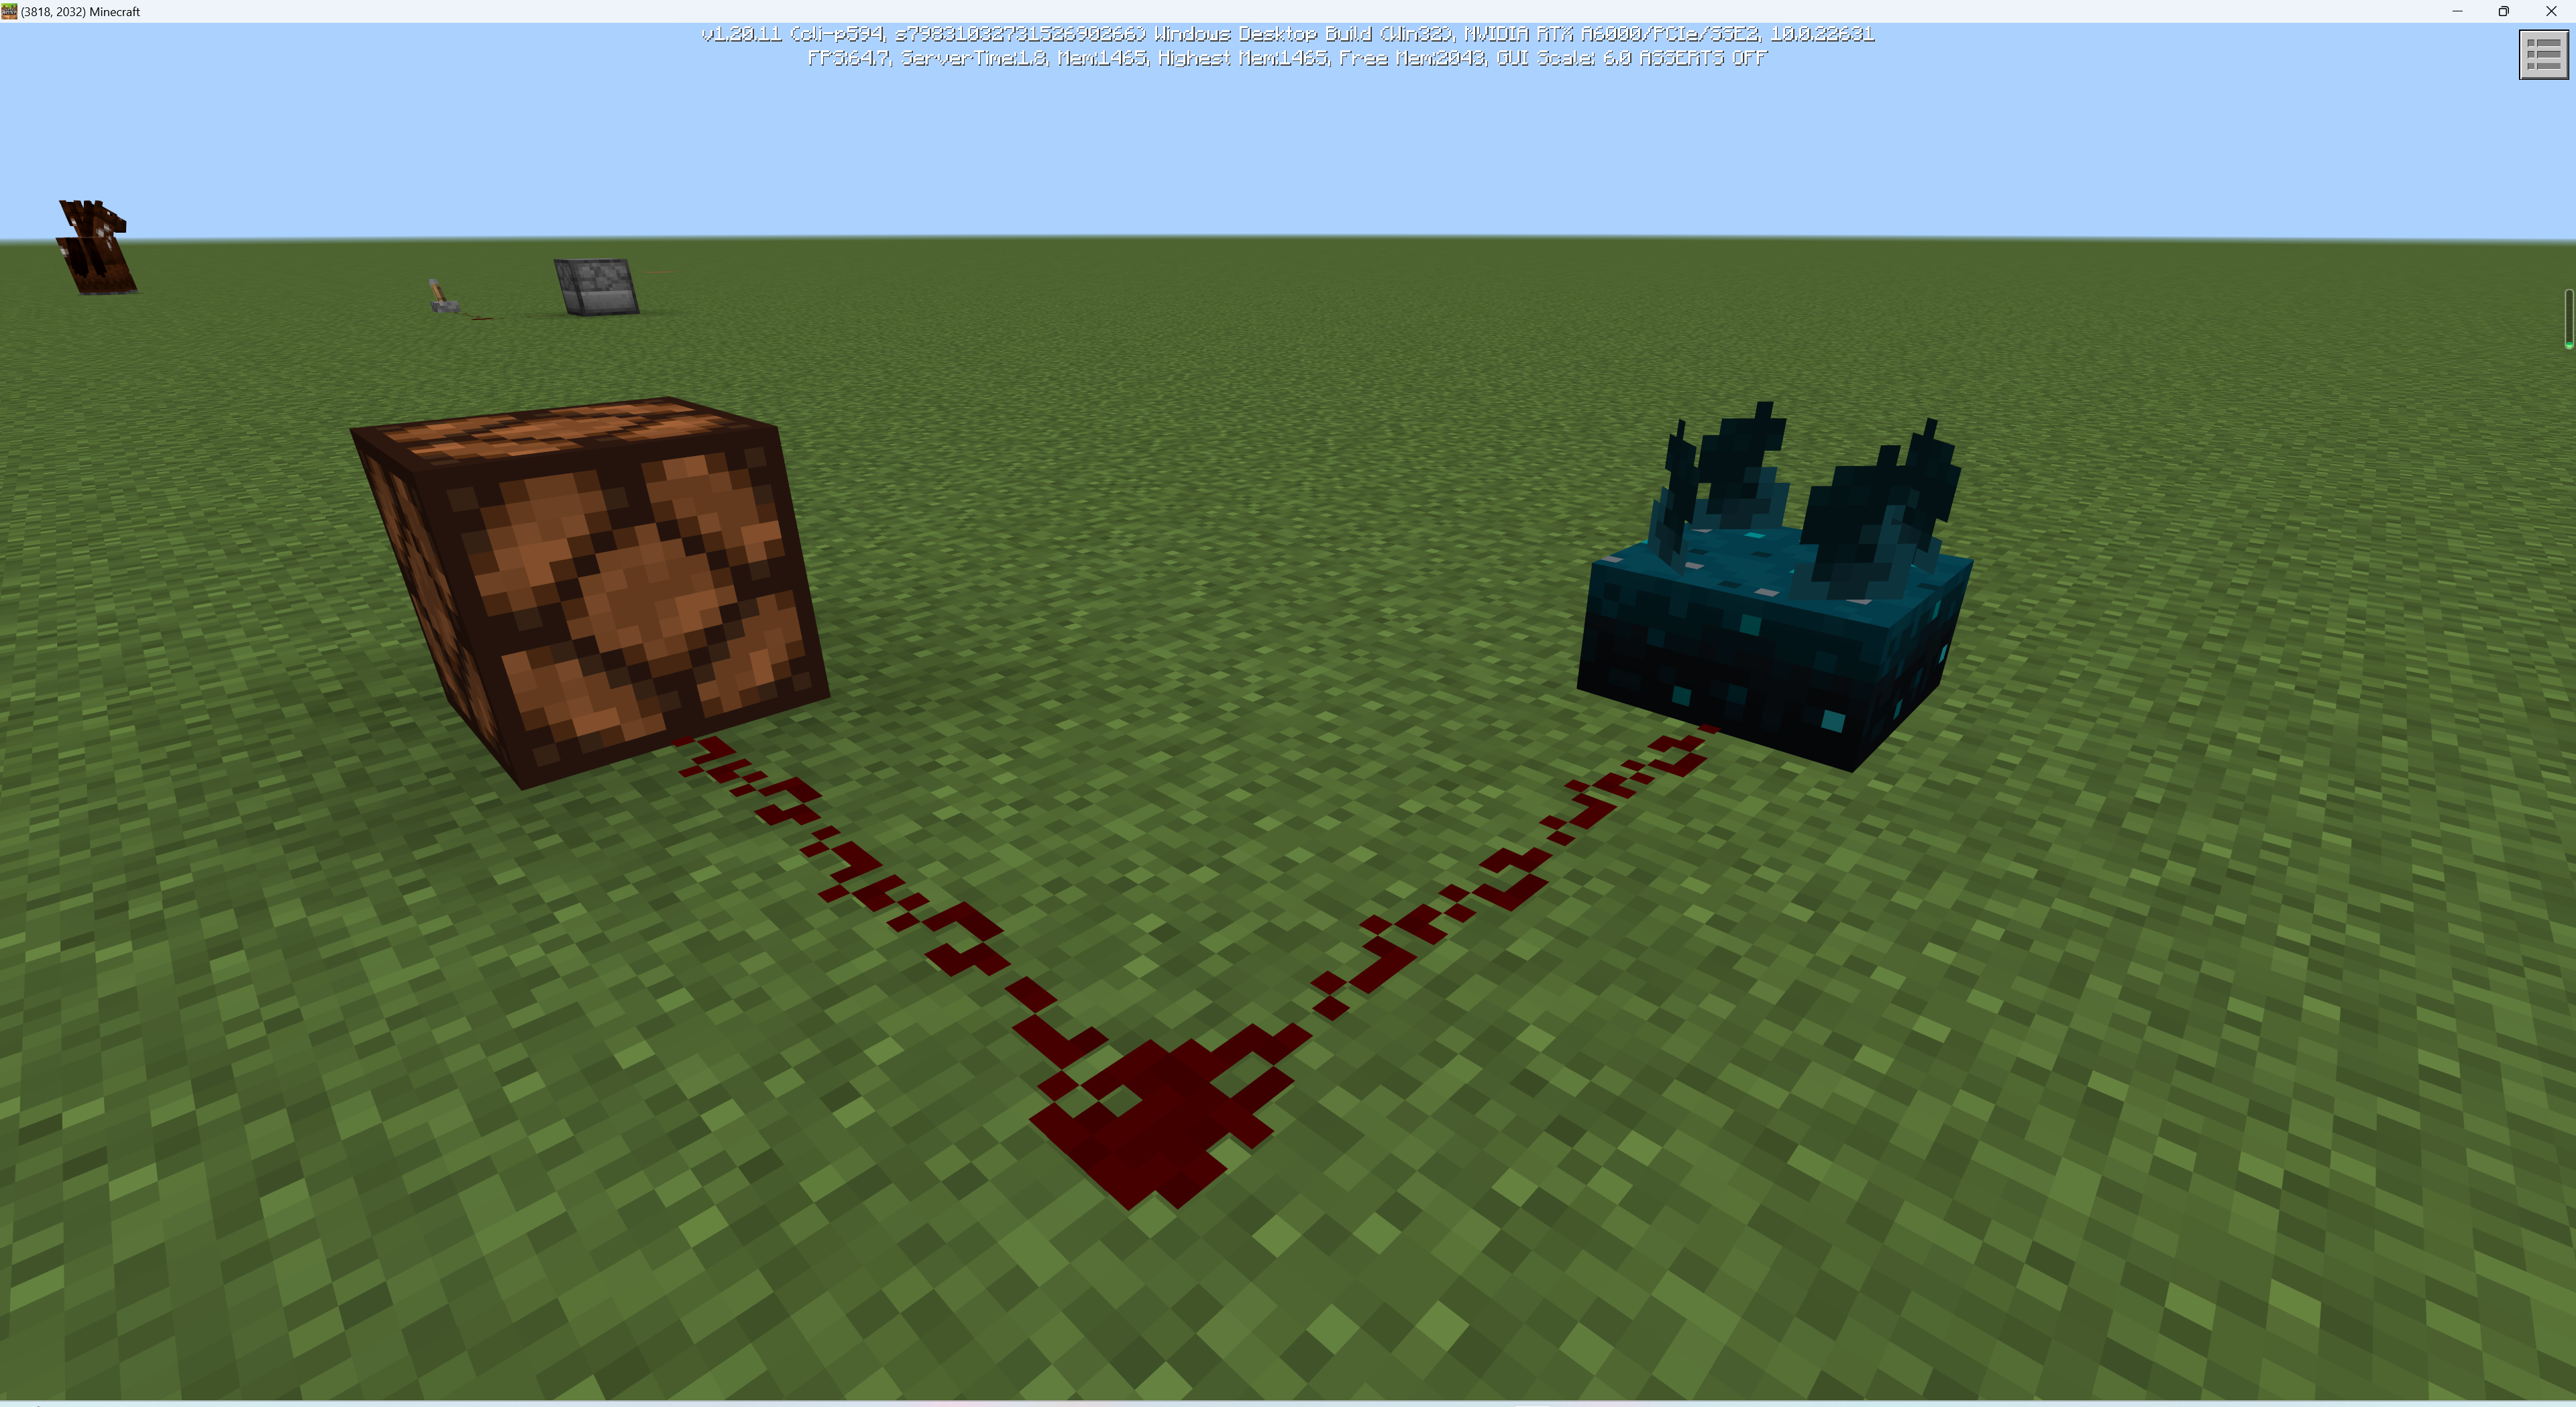 (3818, 2032) Minecraft
v1.20.11 (cli-p594, s79831032731526902​66) Windows Desktop Build (Win32), NVIDIA RTX A6000/PCIe/SSE2, 10.0.22631
FPS:64.7, ServerTime:1.8, Mem:1465, Highest Mem:1465, Free Mem:2043, GUI Scale: 6.0 ASSERTS OFF